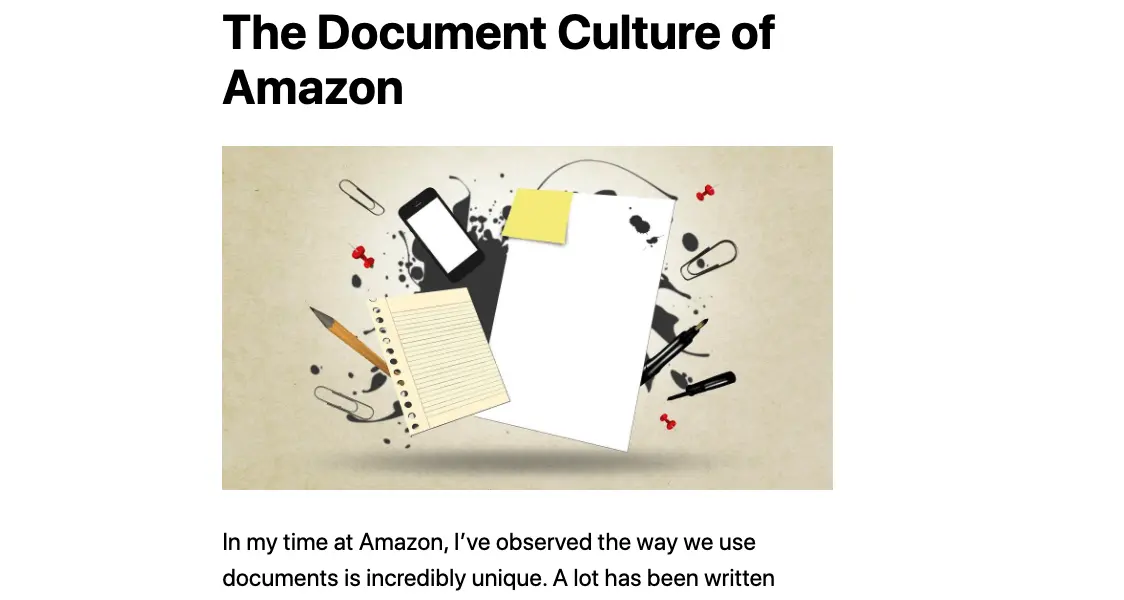 The Document Culture of
Amazon
In my time at Amazon, I’ve observed the way we use
documents is incredibly unique. A lot has been written